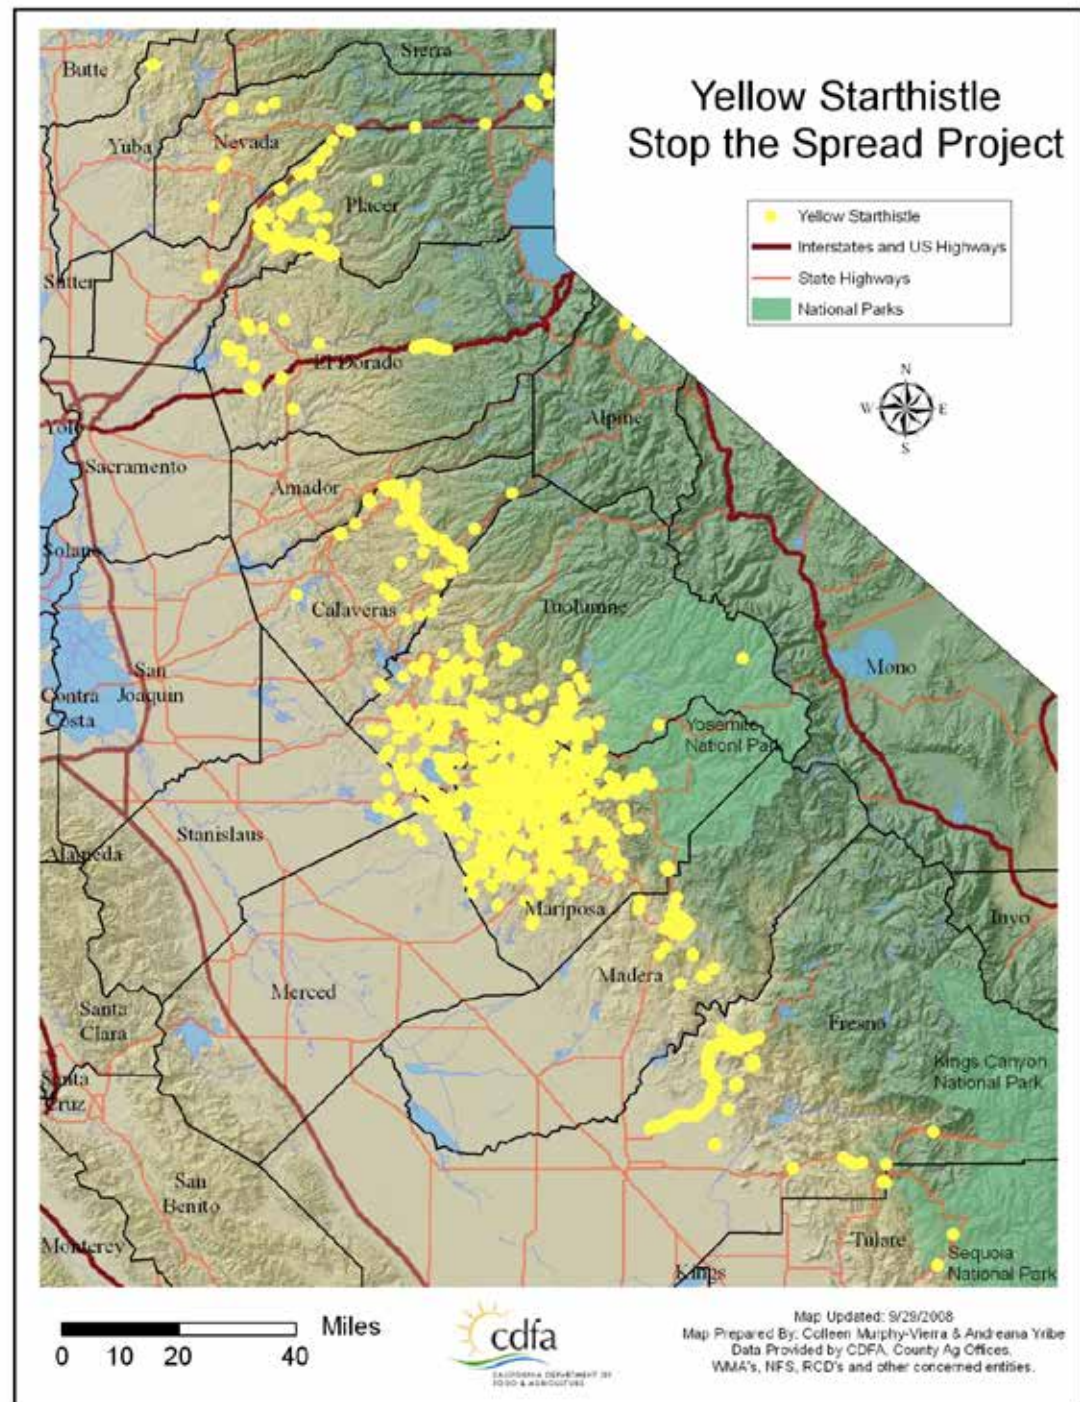 Yellow Starthistle
Stop the Spread Project
Yellow Starthistle
Interstates and US Highways
State Highways
National Parks
N
W
E
S
Sierra
Butte
Yuba
Nevada
Placer
Sutter
El Dorado
Yolo
Alpine
Sacramento
Amador
Solano
Calaveras
Tuolumne
San
Joaquin
Mono
Contra
Costa
Yosemite
Nationl Park
Stanislaus
Alameda
Mariposa
Inyo
Madera
Merced
Santa
Clara
Fresno
Kings Canyon
National Park
Santa
Cruz
San
Benito
Monterey
Tulare
Sequoia
National Park
Kings
Miles
0 10 20 40
cdfa
CALIFORNIA DEPARTMENT OF
FOOD & AGRICULTURE
Map Updated: 9/29/2008
Map Prepared By: Colleen Murphy-Vierra & Andreana Yribe
Data Provided by CDFA, County Ag Offices,
WMA's, NFS, RCD's and other concerned entities.